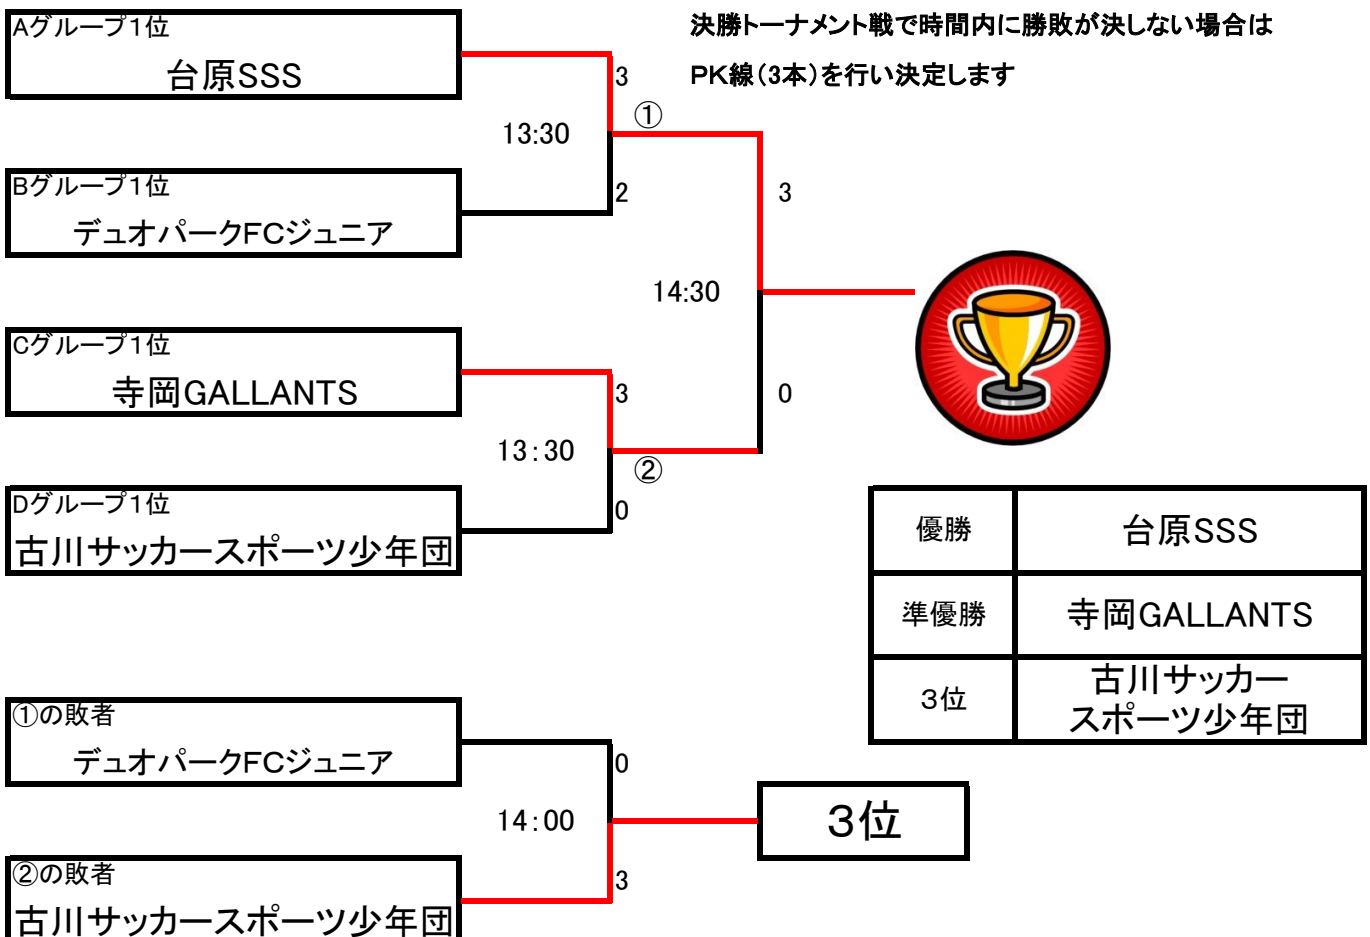 Aグループ1位
台原SSS
決勝トーナメント戦で時間内に勝敗が決しない場合は
PK線(3本)を行い決定します
3
①
13:30
2
Bグループ1位
デュオパークFCジュニア
3
14:30
Cグループ1位
寺岡GALLANTS
3
0
13:30
②
0
Dグループ1位
古川サッカースポーツ少年団
優勝
台原SSS
準優勝
寺岡GALLANTS
3位
古川サッカー
スポーツ少年団
①の敗者
デュオパークFCジュニア
0
14:00
3位
②の敗者
3
古川サッカースポーツ少年団